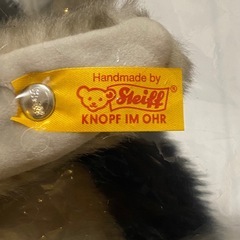 Handmade by
Steiff®
KNOPF IM OHR